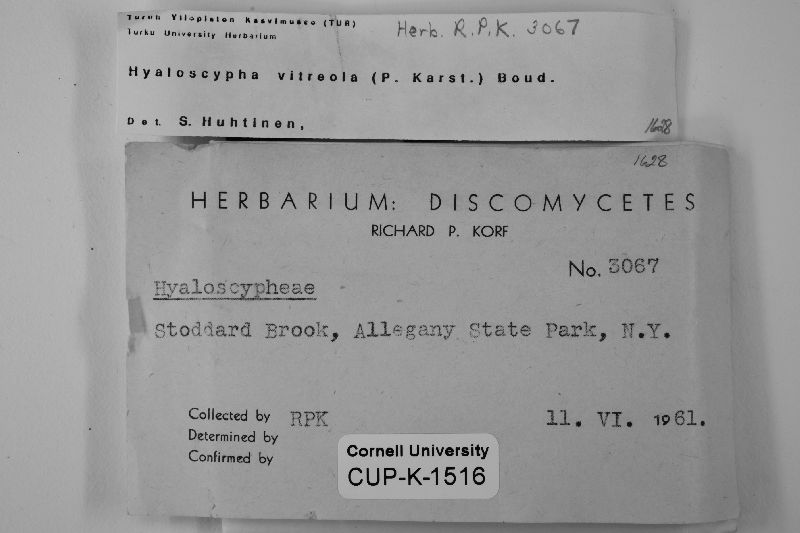 Turun Yliopiston Kasvimuseo (TUR)
Turku University Herbarium
Herb. R.P.K. 3067
Hyaloscypha vitreola (P. Karst.) Boud.
Det. S. Huhtinen,
1628
1628
HERBARIUM: DISCOMYCETES
RICHARD P. KORF
No. 3067
Hyaloscypheae
Stoddard Brook, Allegany State Park, N.Y.
Collected by RPK 11. VI. 1961.
Determined by
Confirmed by
Cornell University
CUP-K-1516